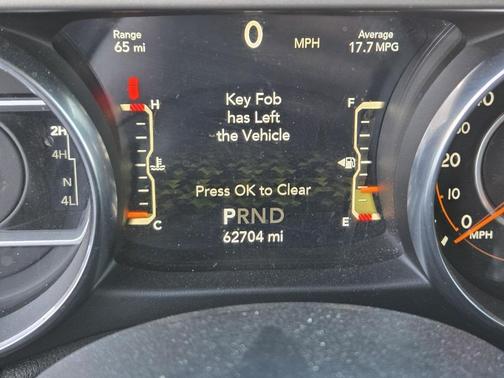 Range
65 mi
0 MPH
Average
17.7 MPG
H
Key Fob
has Left
the Vehicle
F
2H
4H
N
4L
Press OK to Clear
C
PRND
E
62704 mi
20
10
0